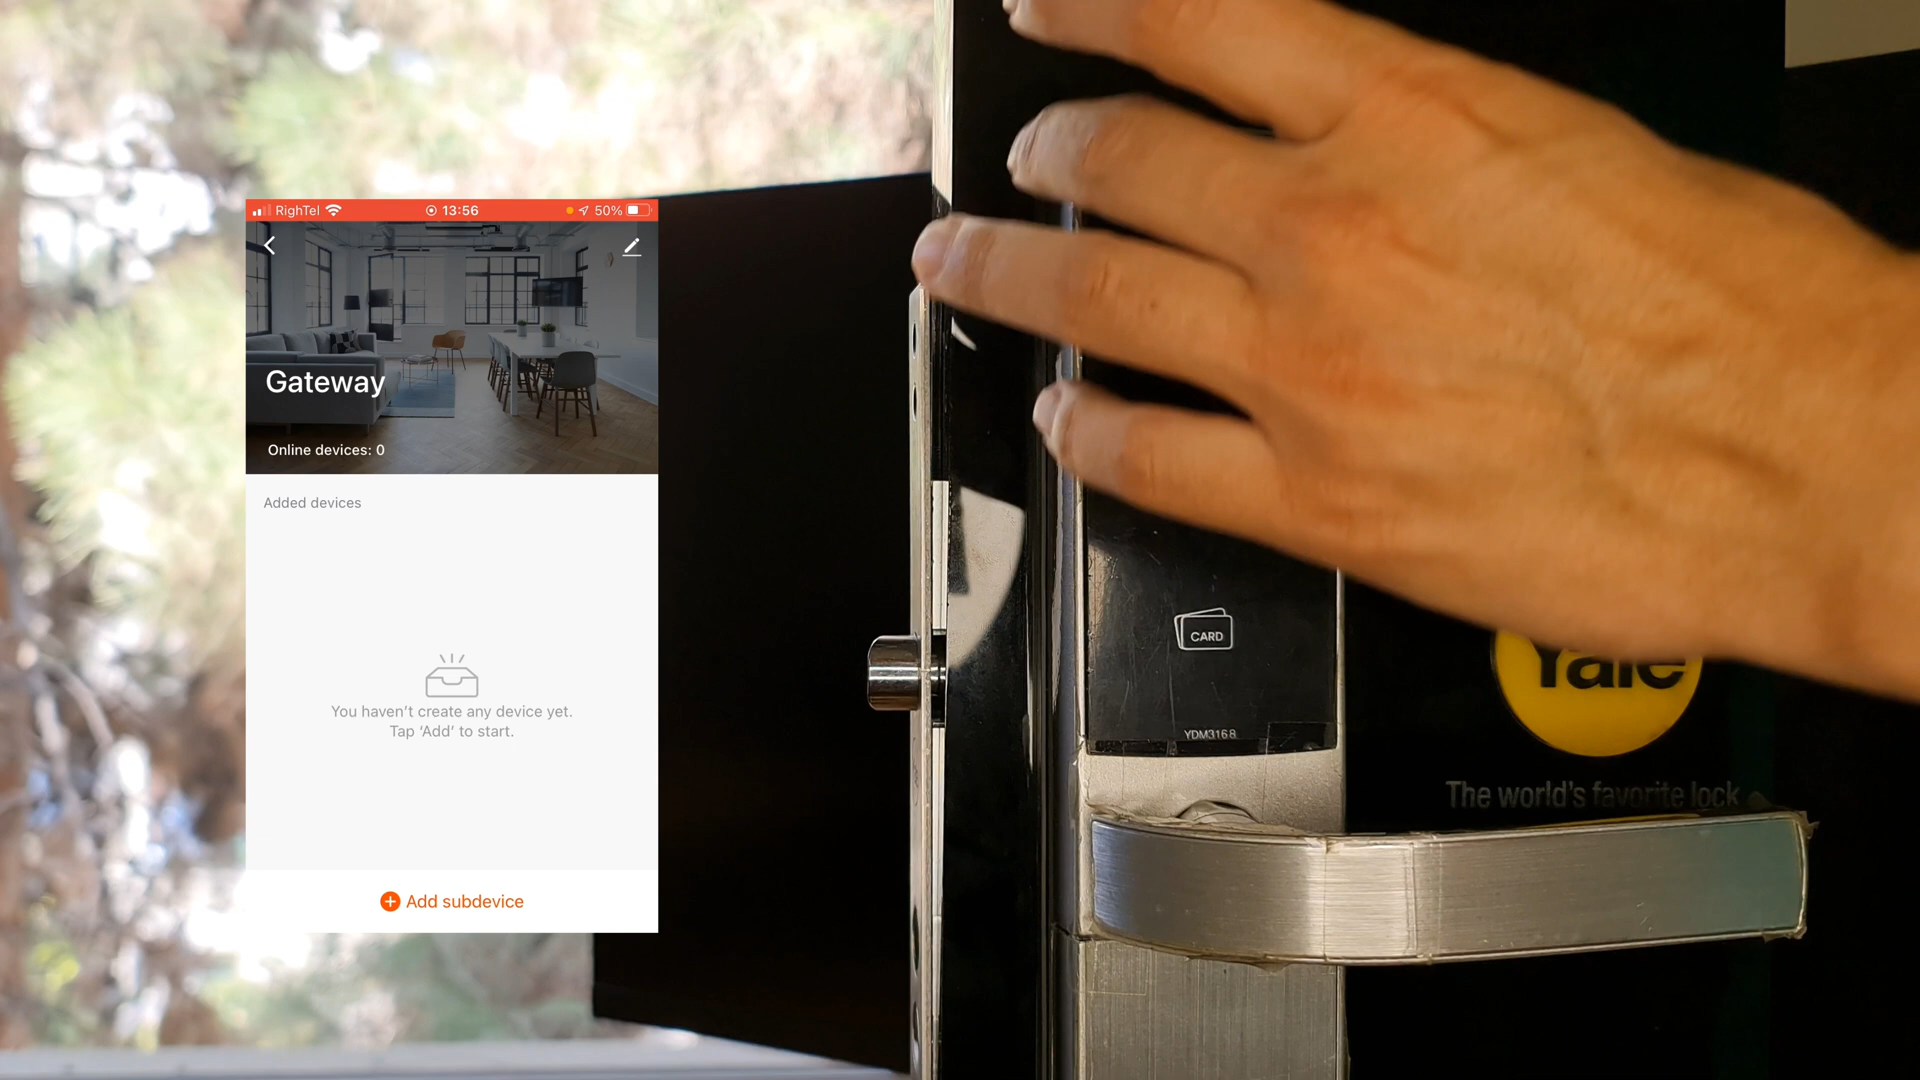 RighTel 13:56 50%
Gateway
Online devices: 0
Added devices
You haven't create any device yet.
Tap 'Add' to start.
Add subdevice
CARD
YDM3168
Yale
The world's favorite lock